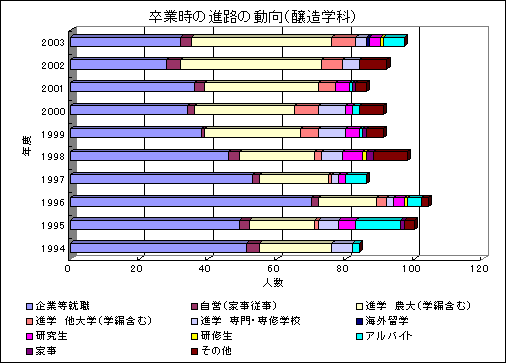 卒業時の進路の動向(醸造学科)
年度
2003
2002
2001
2000
1999
1998
1997
1996
1995
1994
0 20 40 60 80 100 120
人数
企業等就職 自営(家事従事) 進学 農大(学編含む)
進学 他大学(学編含む) 進学 専門・専修学校 海外留学
研究生 研修生 アルバイト
家事 その他